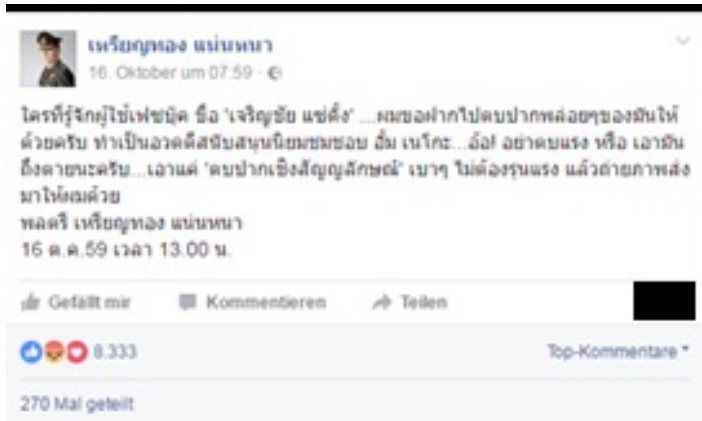 เหรียญทอง แน่นหนา
16. Oktober um 07:59 ·
ใครที่รู้จักผู้ใช้เฟซบุ๊ค ชื่อ 'เจริญชัย แซ่ตั้ง' ....ผมขอฝากไปตบปากพล่อยๆของมันให้
ด้วยครับ ทำเป็นอวดดีสนับสนุนนิยมชมชอบ อั้ม เนโกะ...อ้อ! อย่าตบแรง หรือ เอามัน
ถึงตายนะครับ...เอาแค่ 'ตบปากเชิงสัญญลักษณ์' เบาๆ ไม่ต้องรุนแรง แล้วถ่ายภาพส่ง
มาให้ผมด้วย
พลตรี เหรียญทอง แน่นหนา
16 ต.ค.59 เวลา 13.00 น.
Gefällt mir Kommentieren Teilen
8.333 Top-Kommentare
270 Mal geteilt